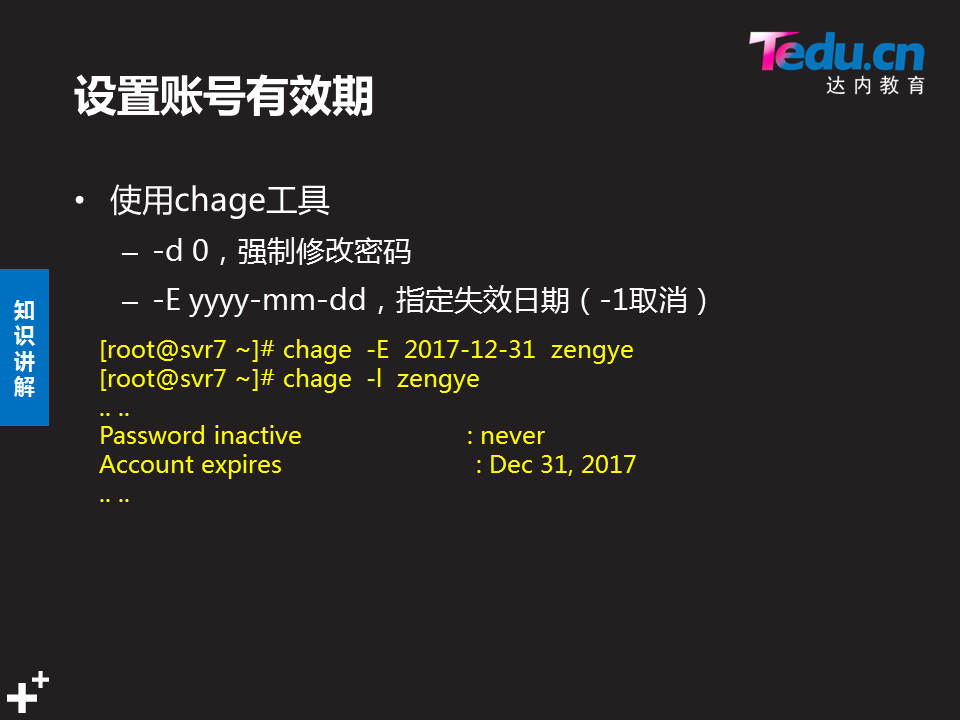 Tedu.cn
达内教育
设置账号有效期
• 使用chage工具
– -d 0，强制修改密码
– -E yyyy-mm-dd，指定失效日期（-1取消）
知识讲解
[root@svr7 ~]# chage  -E  2017-12-31  zengye
[root@svr7 ~]# chage  -l  zengye
.. ..
Password inactive : never
Account expires : Dec 31, 2017
.. ..